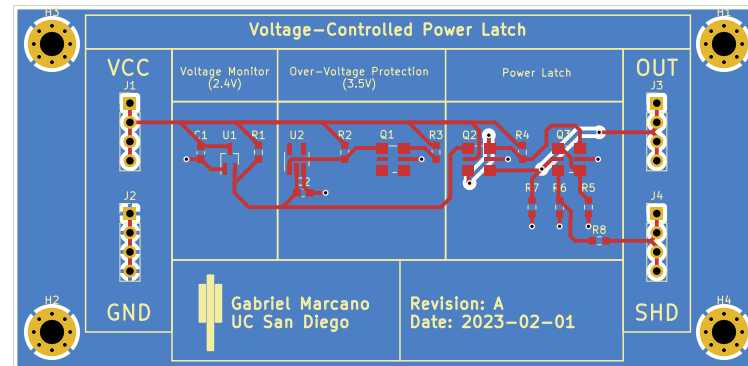 H3
H1
Voltage-Controlled Power Latch
VCC
Voltage Monitor
(2.4V)
Over-Voltage Protection
(3.5V)
Power Latch
OUT
J1
J3
C1
U1
R1
U2
R2
Q1
R3
Q2
R4
Q3
C2
R7
R6
R5
J2
J4
R8
H2
H4
GND
Gabriel Marcano
UC San Diego
Revision: A
Date: 2023-02-01
SHD